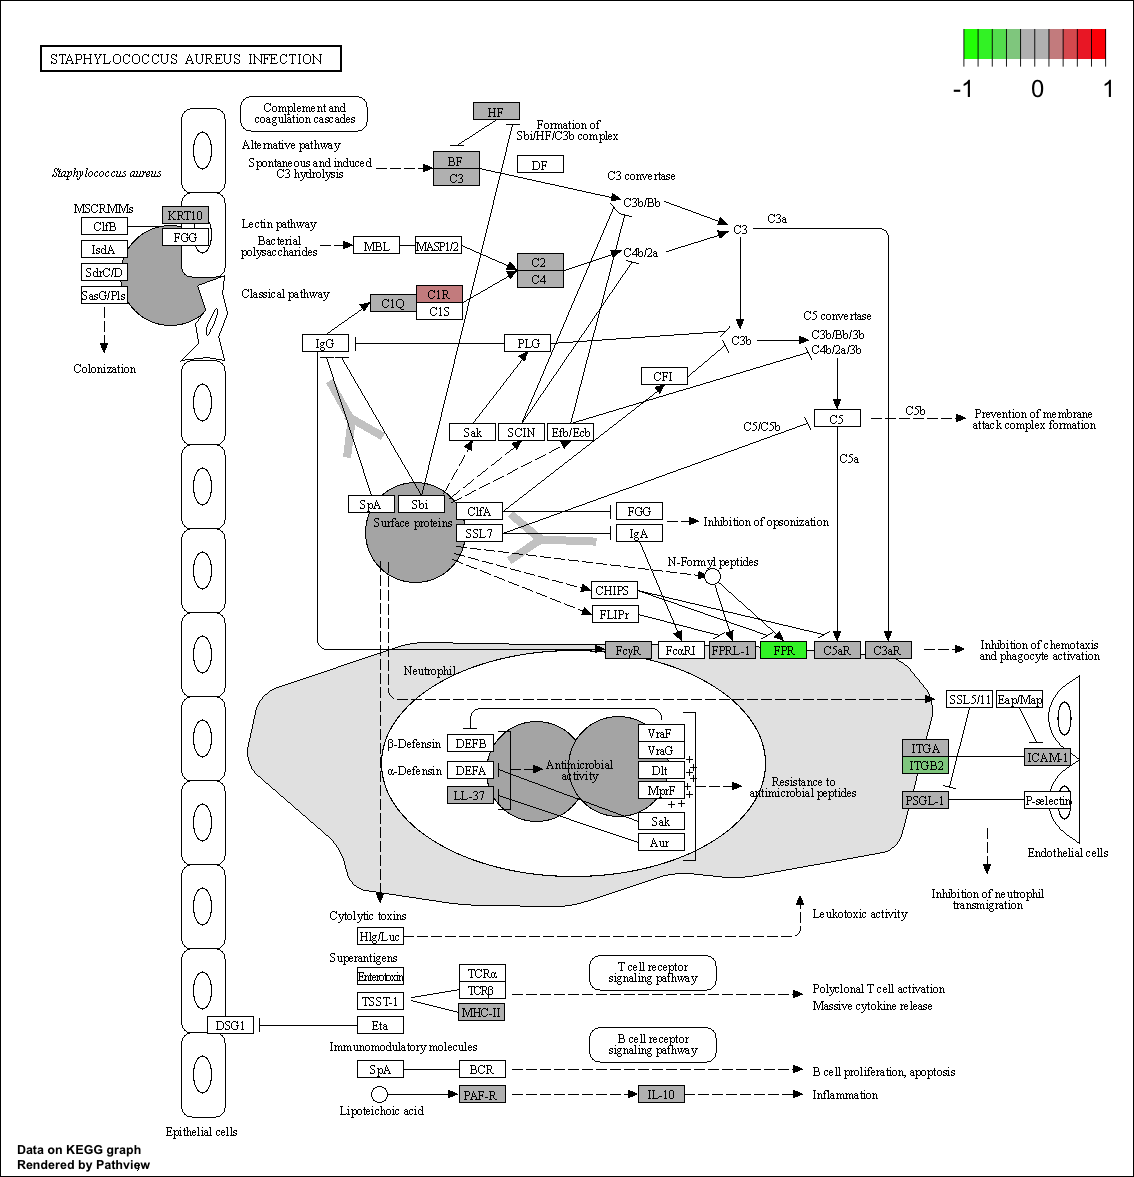 STAPHYLOCOCCUS AUREUS INFECTION
-1 0 1
Complement and
coagulation cascades
HF
Formation of
Sbi/HF/C3b complex
Alternative pathway
Spontaneous and induced
C3 hydrolysis
BF
C3
DF
C3 convertase
C3b/Bb
C3
C3a
C4b/2a
Staphylococcus aureus
MSCRMMs
ClfB
IsdA
SdrC/D
SasG/Pls
KRT10
FGG
Colonization
Lectin pathway
Bacterial
polysaccharides
MBL
MASP1/2
C2
C4
Classical pathway
C1Q
C1R
C1S
IgG
PLG
C3b
C5 convertase
C3b/Bb/3b
C4b/2a/3b
CFI
C5
C5b
Prevention of membrane
attack complex formation
C5/C5b
C5a
Sak
SCIN
Efb/Ecb
SpA
Sbi
Surface proteins
ClfA
SSL7
FGG
IgA
Inhibition of opsonization
N-Formyl peptides
CHIPS
FLIPr
FcγR
FcαRI
FPRL-1
FPR
C5aR
C3aR
Inhibition of chemotaxis
and phagocyte activation
Neutrophil
SSL5/11
Eap/Map
β-Defensin
DEFB
α-Defensin
DEFA
LL-37
Antimicrobial
activity
VraF
VraG
Dlt
MprF
Sak
Aur
+
+
+
+
+
+
+ +
Resistance to
antimicrobial peptides
ITGA
ITGB2
PSGL-1
ICAM-1
P-selectin
Endothelial cells
Inhibition of neutrophil
transmigration
Cytolytic toxins
Hlg/Luc
Leukotoxic activity
Superantigens
Enterotoxin
TSST-1
Eta
DSG1
TCRα
TCRβ
MHC-II
T cell receptor
signaling pathway
Polyclonal T cell activation
Massive cytokine release
Immunomodulatory molecules
SpA
BCR
B cell receptor
signaling pathway
B cell proliferation, apoptosis
Lipoteichoic acid
PAF-R
IL-10
Inflammation
Epithelial cells
Data on KEGG graph
Rendered by Pathview